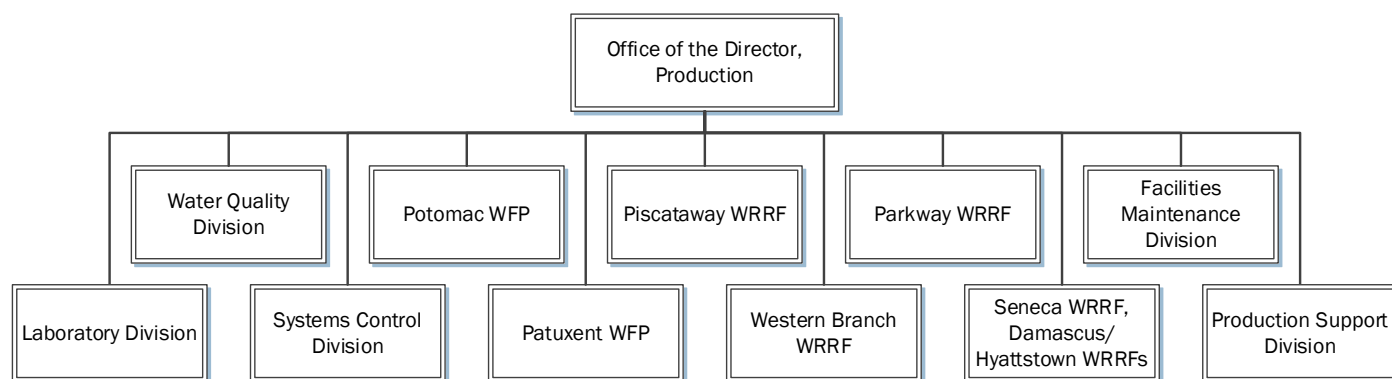 Office of the Director,
Production
Water Quality
Division
Potomac WFP
Piscataway WRRF
Parkway WRRF
Facilities
Maintenance
Division
Laboratory Division
Systems Control
Division
Patuxent WFP
Western Branch
WRRF
Seneca WRRF,
Damascus/
Hyattstown WRRFs
Production Support
Division